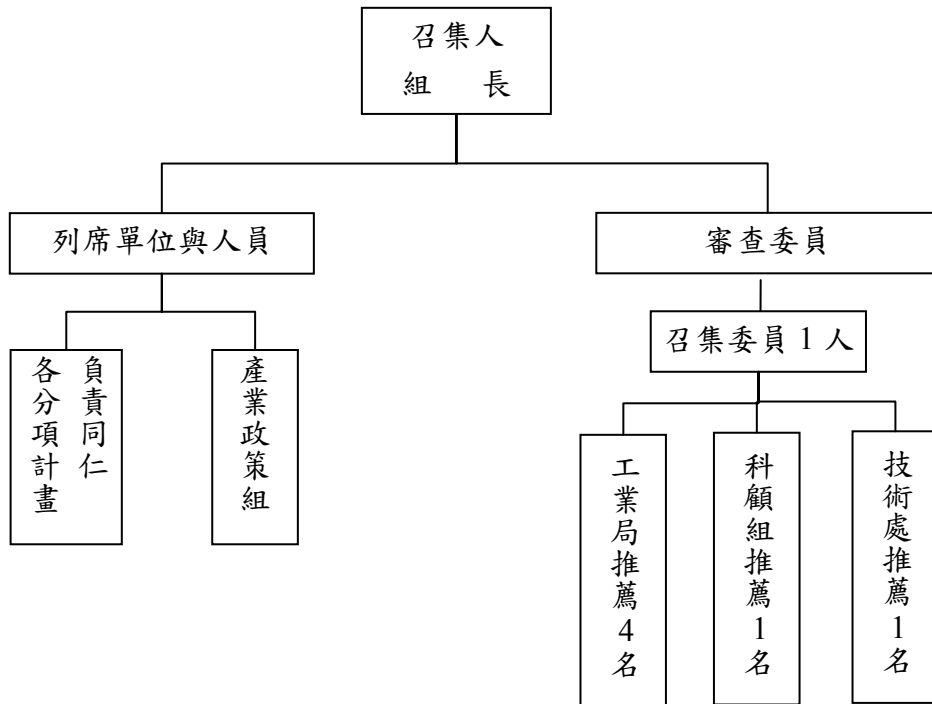 召集人
組 長
列席單位與人員
審查委員
召集委員 1 人
各分項計畫
負責同仁
產業政策組
工業局推薦4名
科顧組推薦1名
技術處推薦1名